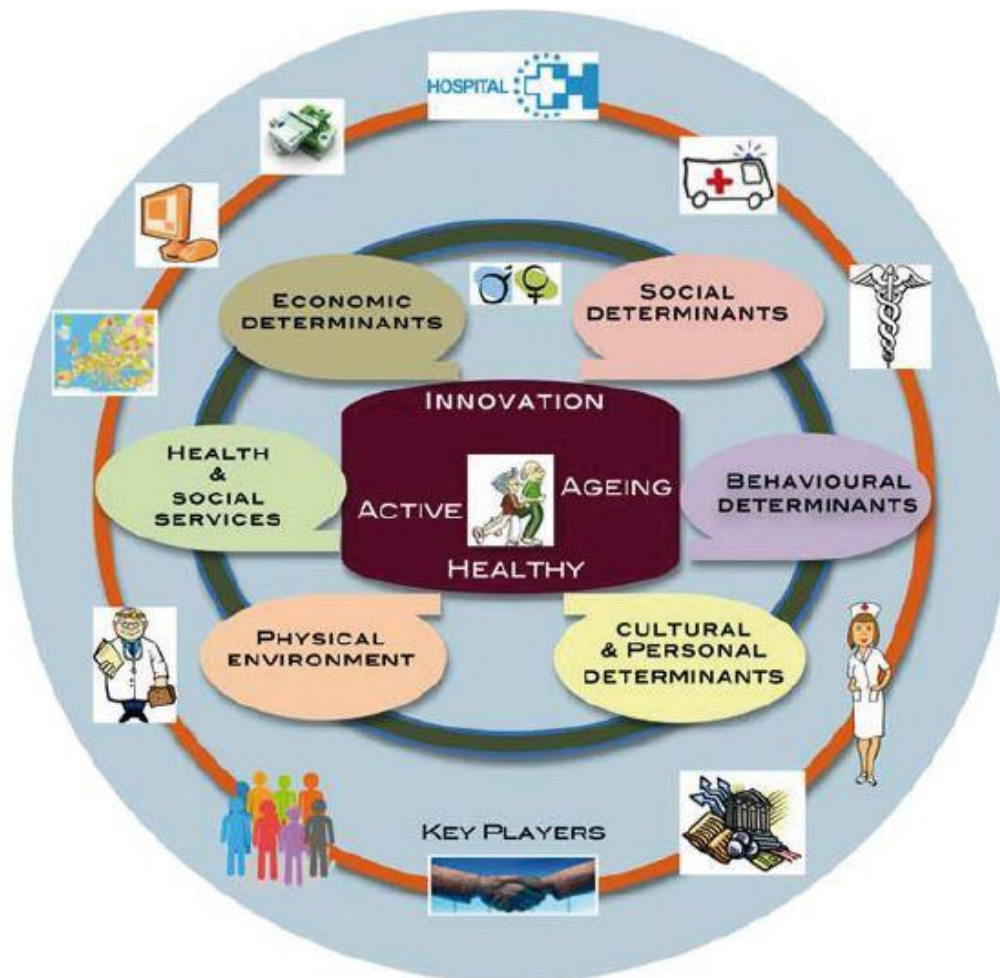 HOSPITAL
ECONOMIC
DETERMINANTS
SOCIAL
DETERMINANTS
INNOVATION
HEALTH
&
SOCIAL
SERVICES
ACTIVE
AGEING
BEHAVIOURAL
DETERMINANTS
HEALTHY
PHYSICAL
ENVIRONMENT
CULTURAL
& PERSONAL
DETERMINANTS
KEY PLAYERS